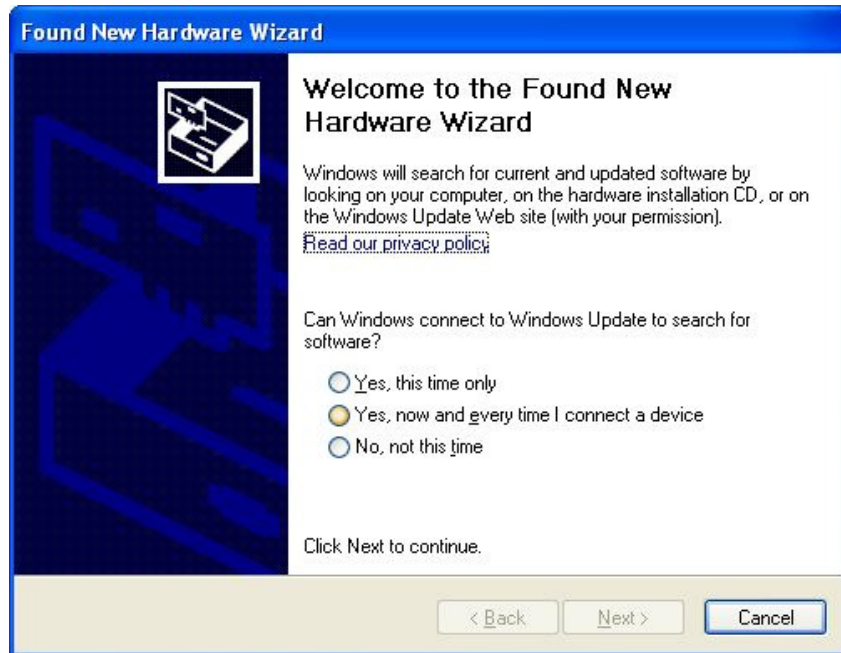 Found New Hardware Wizard
Welcome to the Found New
Hardware Wizard
Windows will search for current and updated software by
looking on your computer, on the hardware installation CD, or on
the Windows Update Web site (with your permission).
Read our privacy policy
Can Windows connect to Windows Update to search for
software?
Yes, this time only
Yes, now and every time I connect a device
No, not this time
Click Next to continue.
< Back Next > Cancel